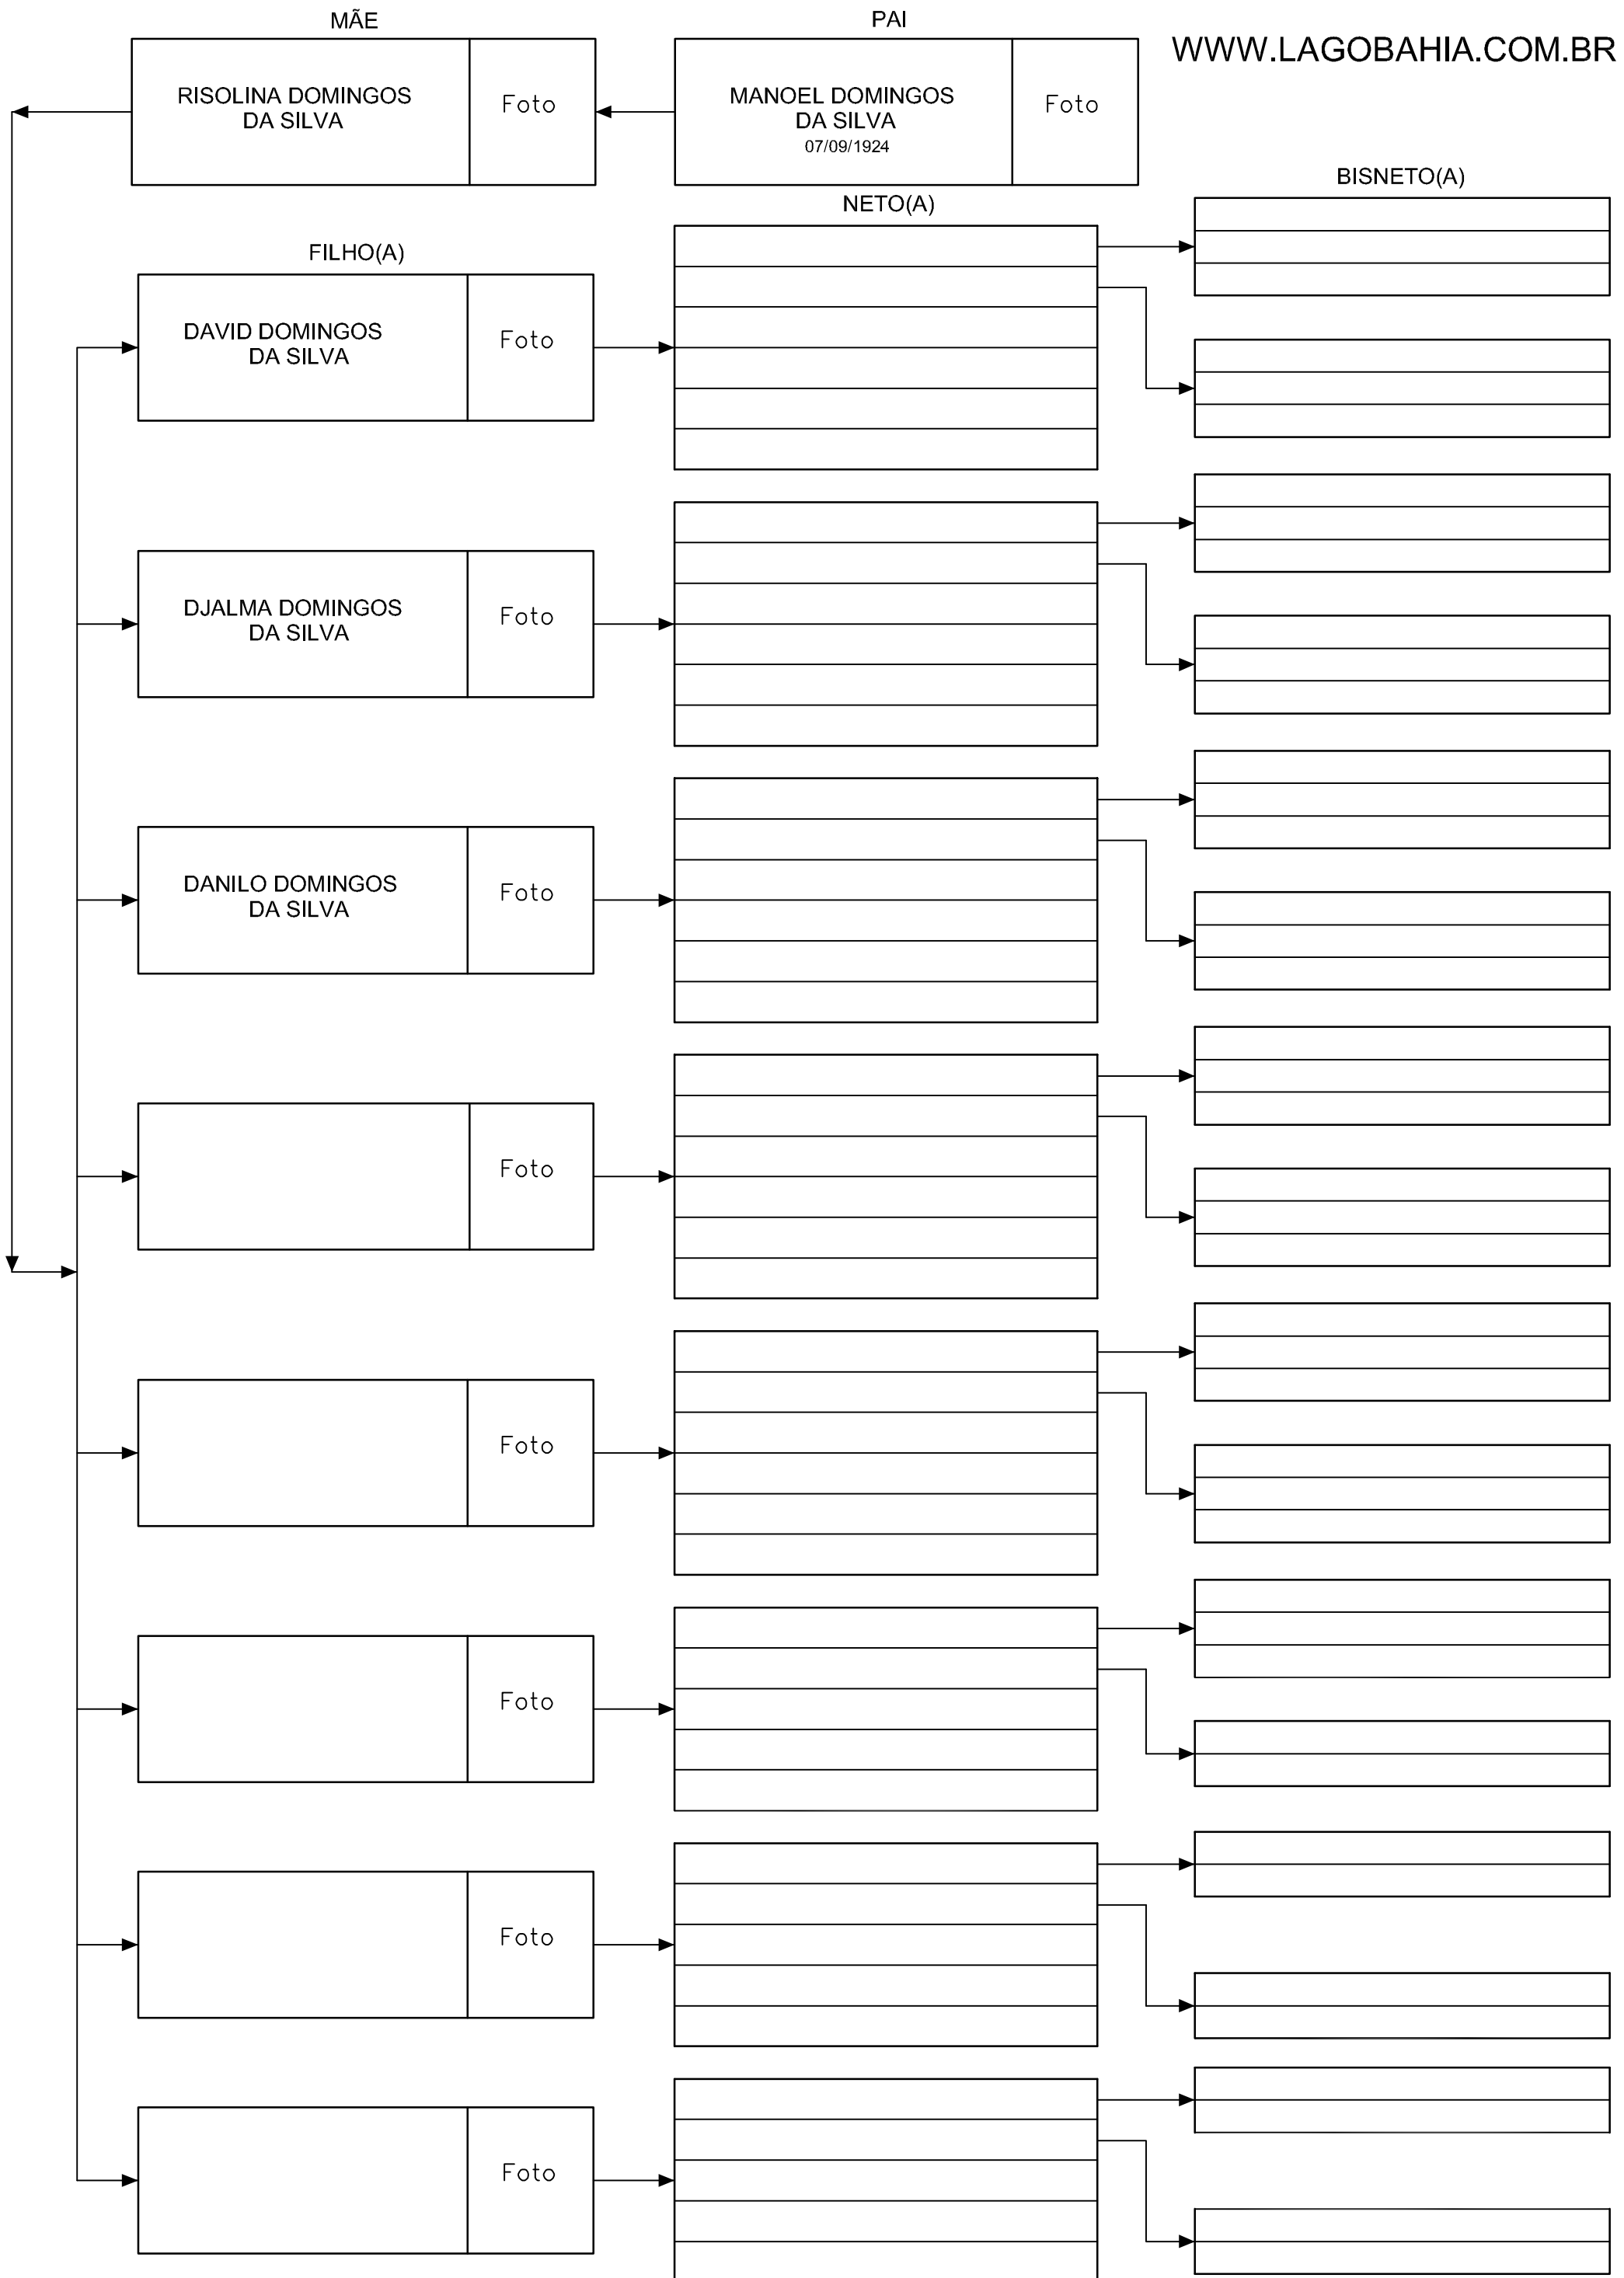 MÃE
PAI
WWW.LAGOBAHIA.COM.BR
RISOLINA DOMINGOS
DA SILVA
Foto
MANOEL DOMINGOS
DA SILVA
07/09/1924
Foto
BISNETO(A)
NETO(A)
FILHO(A)
DAVID DOMINGOS
DA SILVA
Foto
DJALMA DOMINGOS
DA SILVA
Foto
DANILO DOMINGOS
DA SILVA
Foto
Foto
Foto
Foto
Foto
Foto